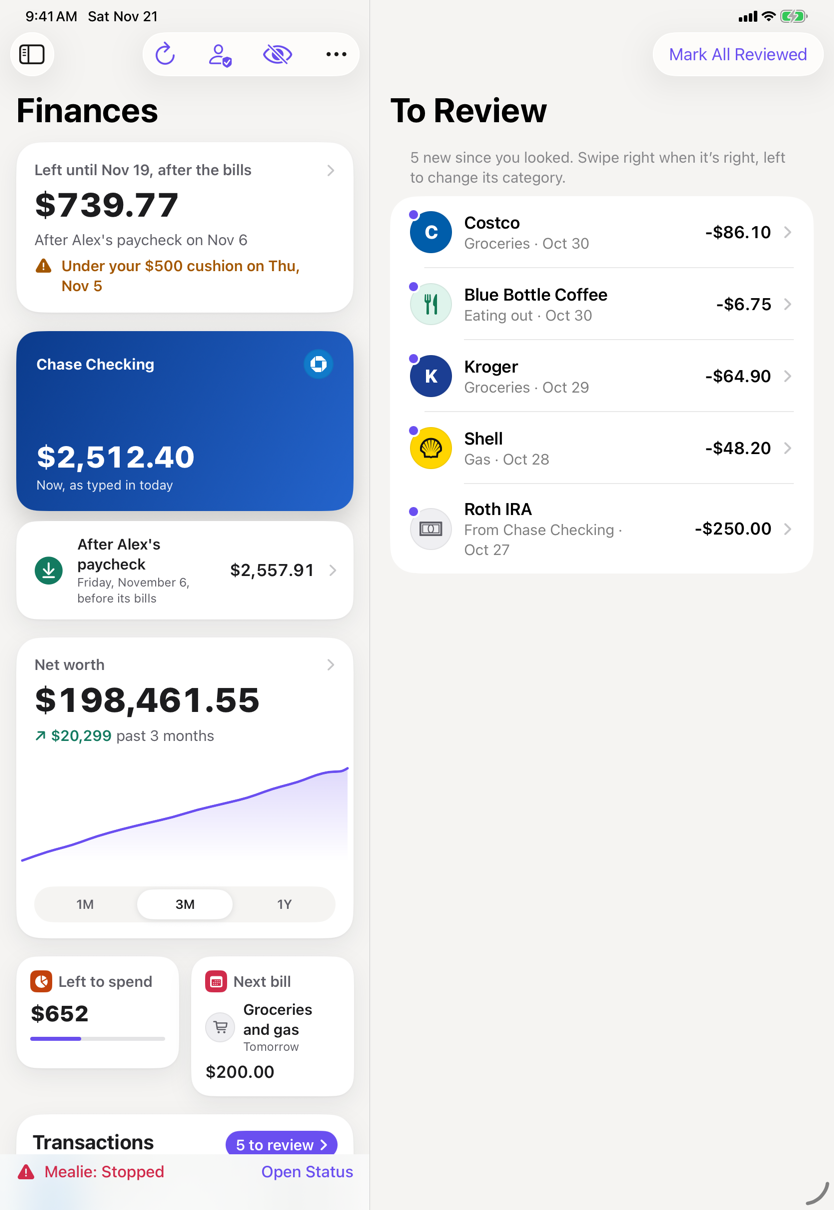 9:41 AM Sat Nov 21
Finances
Left until Nov 19, after the bills
$739.77
After Alex's paycheck on Nov 6
Under your $500 cushion on Thu,
Nov 5
Chase Checking
$2,512.40
Now, as typed in today
After Alex's
paycheck
Friday, November 6,
before its bills
$2,557.91
Net worth
$198,461.55
$20,299 past 3 months
1M
3M
1Y
Left to spend
$652
Next bill
Groceries
and gas
Tomorrow
$200.00
Transactions
5 to review
Mealie: Stopped
Open Status
Mark All Reviewed
To Review
5 new since you looked. Swipe right when it’s right, left
to change its category.
C
Costco
Groceries · Oct 30
-$86.10
Blue Bottle Coffee
Eating out · Oct 30
-$6.75
K
Kroger
Groceries · Oct 29
-$64.90
Shell
Gas · Oct 28
-$48.20
Roth IRA
From Chase Checking ·
Oct 27
-$250.00